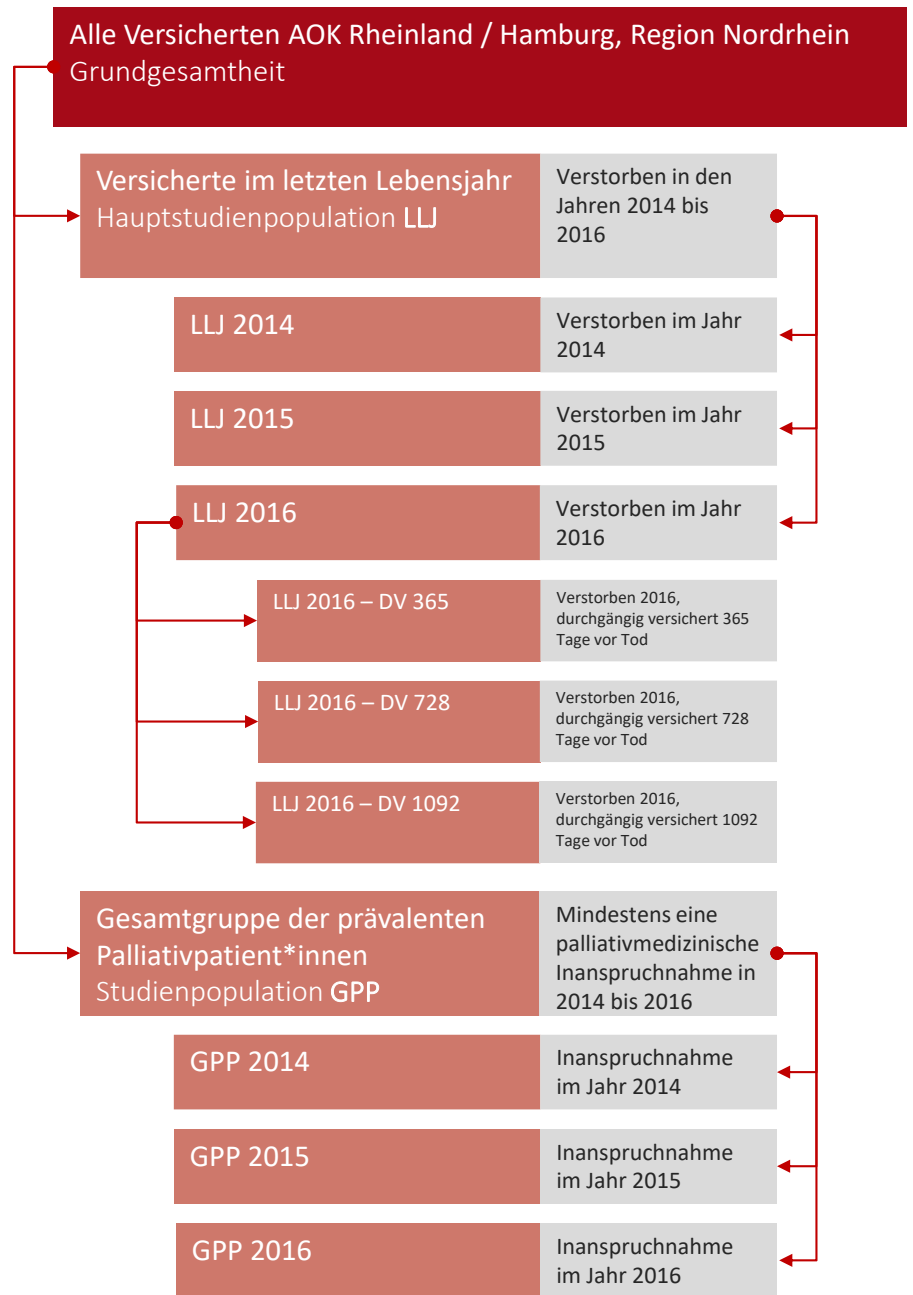 Alle Versicherten AOK Rheinland / Hamburg, Region Nordrhein
Grundgesamtheit
Versicherte im letzten Lebensjahr
Hauptstudienpopulation LLJ
Verstorben in den
Jahren 2014 bis
2016
LLJ 2014
Verstorben im Jahr
2014
LLJ 2015
Verstorben im Jahr
2015
LLJ 2016
Verstorben im Jahr
2016
LLJ 2016 – DV 365
Verstorben 2016,
durchgängig versichert 365
Tage vor Tod
LLJ 2016 – DV 728
Verstorben 2016,
durchgängig versichert 728
Tage vor Tod
LLJ 2016 – DV 1092
Verstorben 2016,
durchgängig versichert 1092
Tage vor Tod
Gesamtgruppe der prävalenten
Palliativpatient*innen
Studienpopulation GPP
Mindestens eine
palliativmedizinische
Inanspruchnahme in
2014 bis 2016
GPP 2014
Inanspruchnahme
im Jahr 2014
GPP 2015
Inanspruchnahme
im Jahr 2015
GPP 2016
Inanspruchnahme
im Jahr 2016